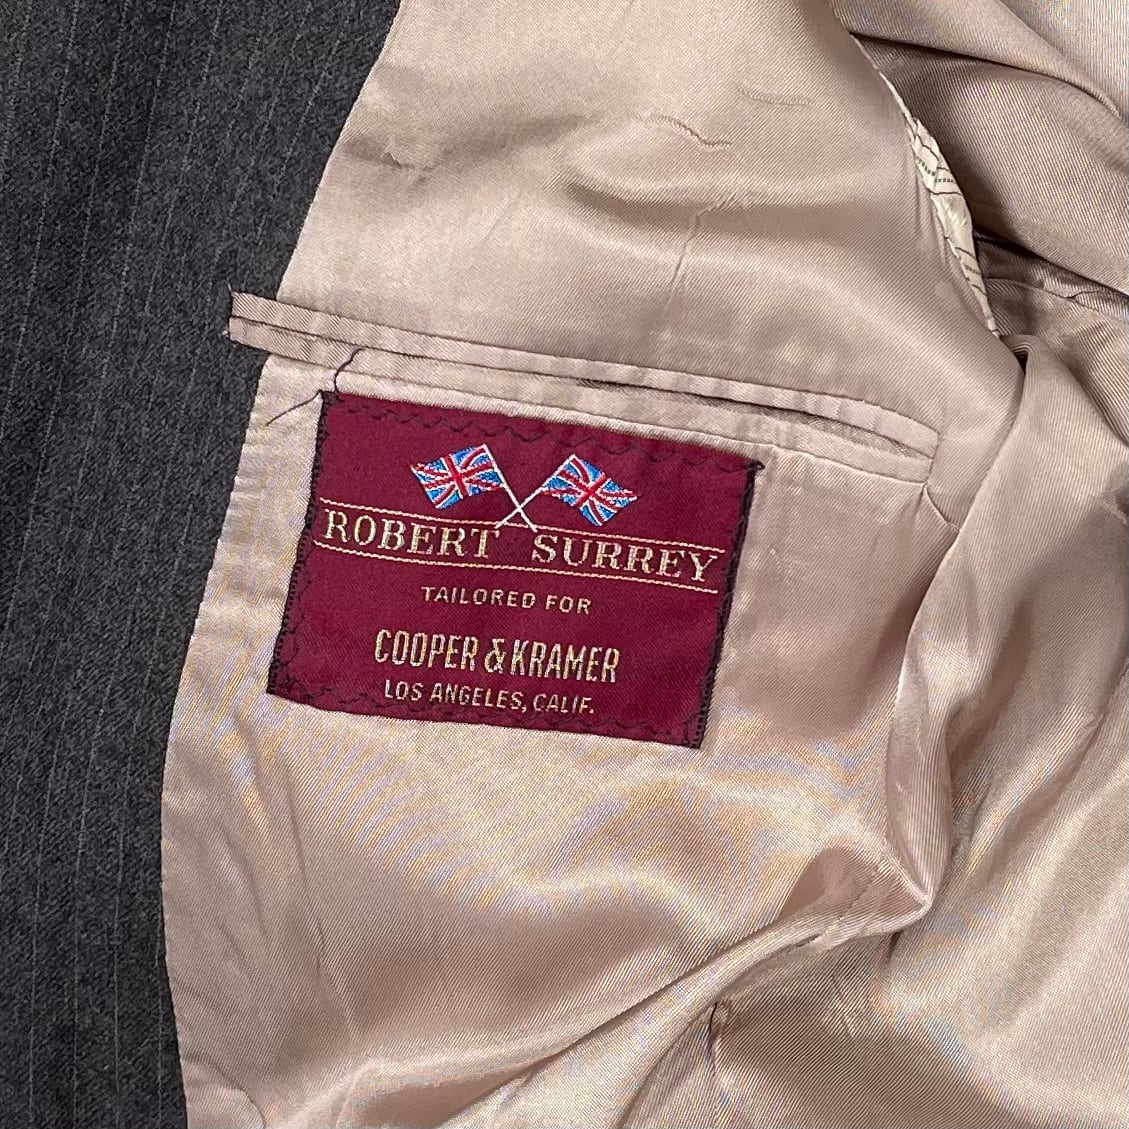 ROBERT SURREY
TAILORED FOR
COOPER & KRAMER
LOS ANGELES, CALIF.